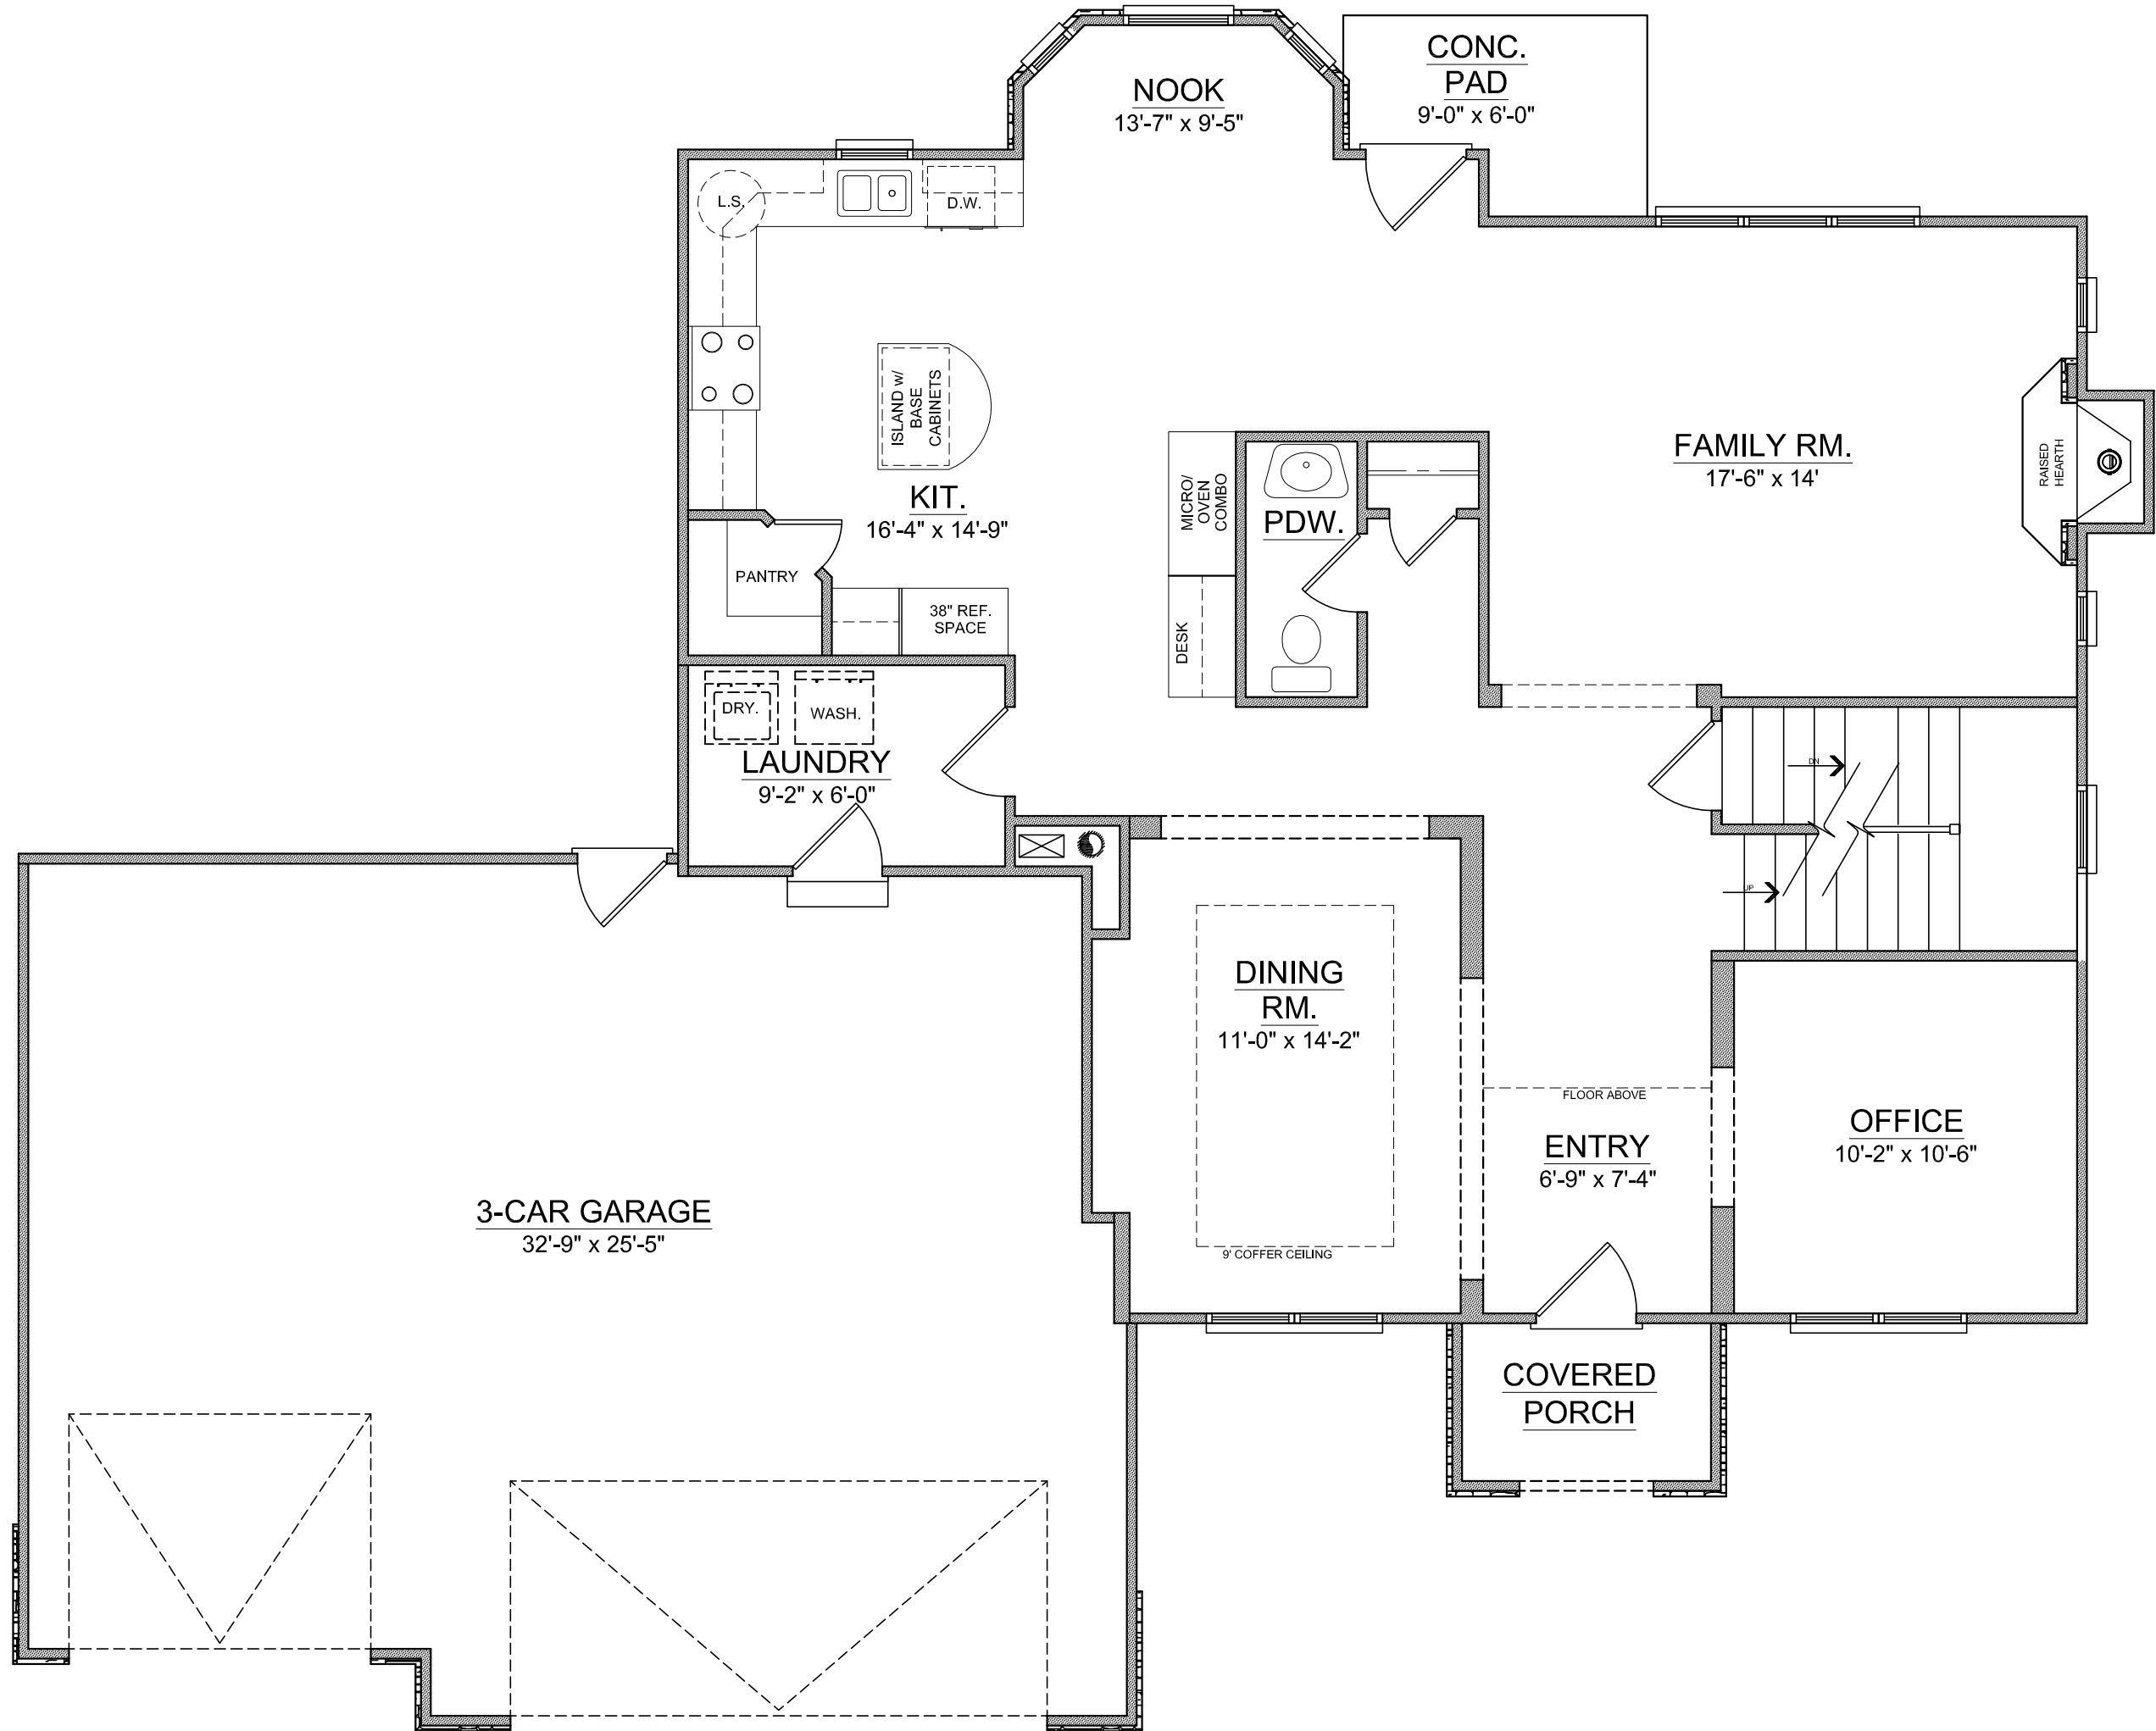 CONC.
PAD
9'-0" x 6'-0"
NOOK
13'-7" x 9'-5"
L.S.
D.W.
ISLAND w/
BASE
CABINETS
KIT.
16'-4" x 14'-9"
MICRO/
OVEN
COMBO
PDW.
FAMILY RM.
17'-6" x 14'
RAISED
HEARTH
PANTRY
38" REF.
SPACE
DESK
DRY.
WASH.
LAUNDRY
9'-2" x 6'-0"
DN
UP
DINING
RM.
11'-0" x 14'-2"
FLOOR ABOVE
ENTRY
6'-9" x 7'-4"
OFFICE
10'-2" x 10'-6"
3-CAR GARAGE
32'-9" x 25'-5"
9' COFFER CEILING
COVERED
PORCH